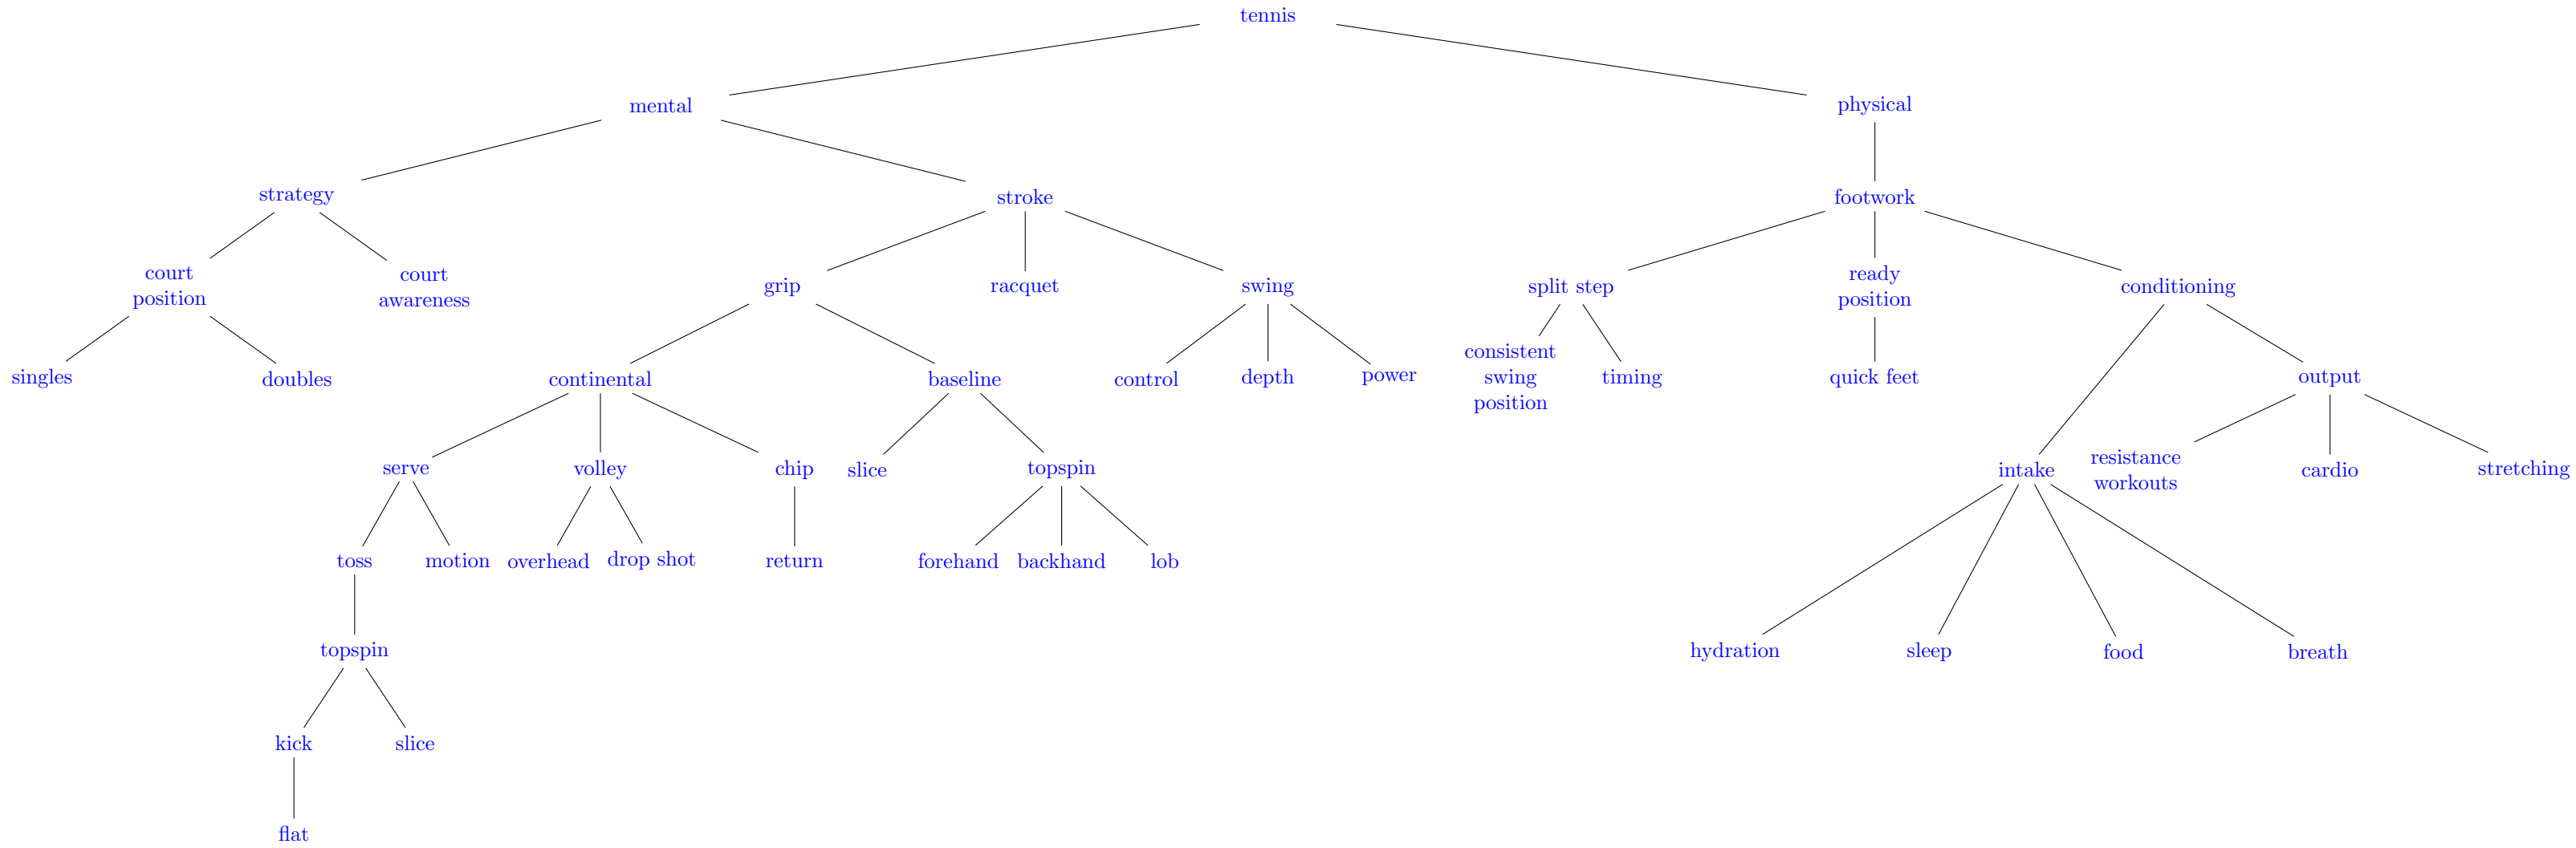 tennis
mental
physical
strategy
stroke
footwork
court
position
court
awareness
grip
racquet
swing
split step
ready
position
conditioning
singles
doubles
continental
baseline
control
depth
power
consistent
swing
position
timing
quick feet
output
serve
volley
chip
slice
topspin
intake
resistance
workouts
cardio
stretching
toss
motion
overhead
drop shot
return
forehand
backhand
lob
topspin
hydration
sleep
food
breath
kick
slice
flat